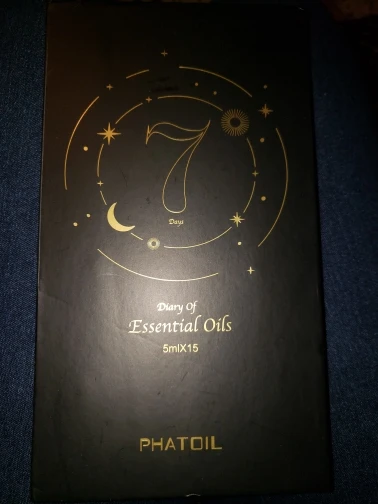 7
Days
Diary Of
Essential Oils
5mlX15
PHATOIL